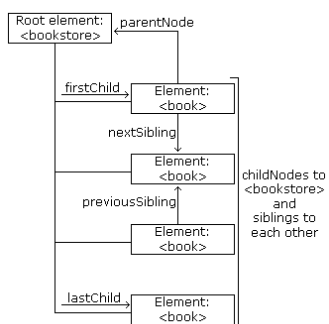 Root element:
<bookstore>
parentNode
firstChild
Element:
<book>
nextSibling
Element:
<book>
previousSibling
Element:
<book>
lastChild
Element:
<book>
childNodes to
<bookstore>
and
siblings to
each other